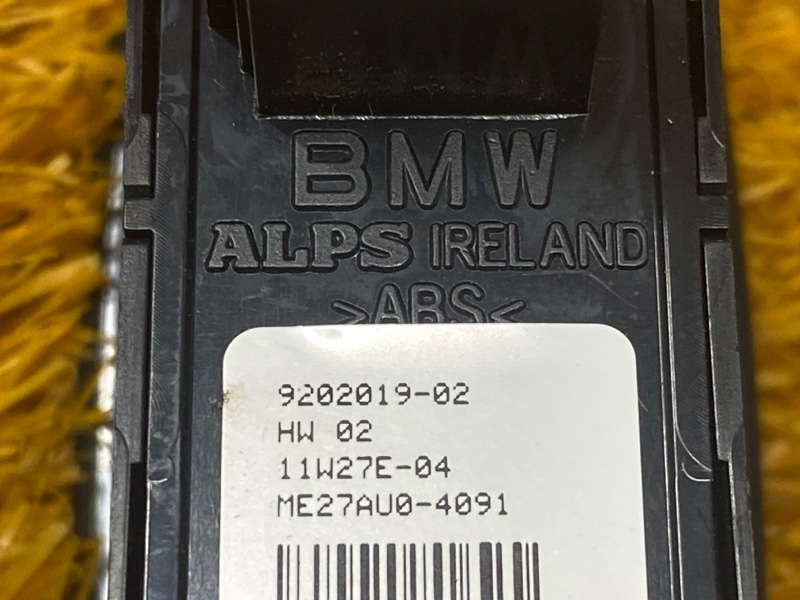 BMW
ALPS IRELAND
>ABS<
9202019-02
HW 02
11W27E-04
ME27AU0-4091